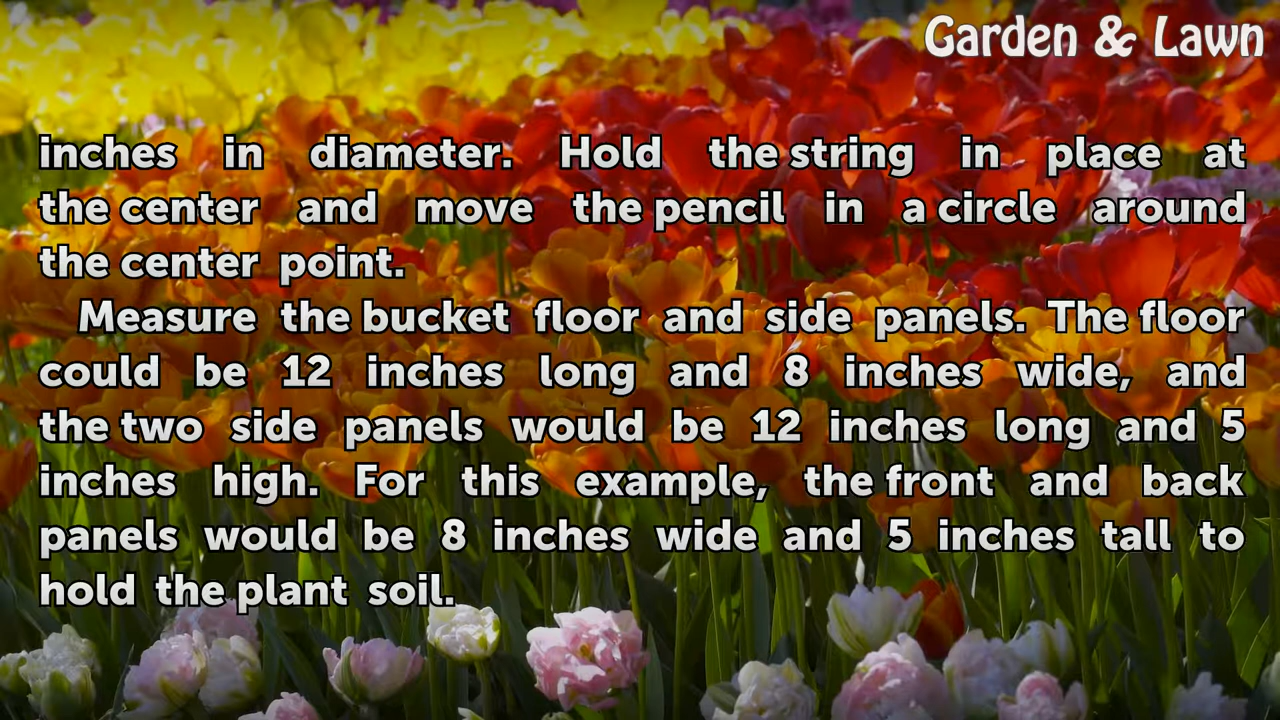 Garden & Lawn
inches in diameter. Hold the string in place at
the center and move the pencil in a circle around
the center point.
Measure the bucket floor and side panels. The floor
could be 12 inches long and 8 inches wide, and
the two side panels would be 12 inches long and 5
inches high. For this example, the front and back
panels would be 8 inches wide and 5 inches tall to
hold the plant soil.